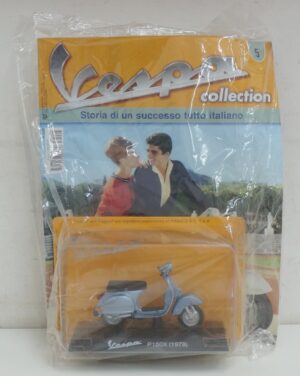 Vespa
5
collection
Storia di un successo tutto italiano
Vespa P150X (1978)